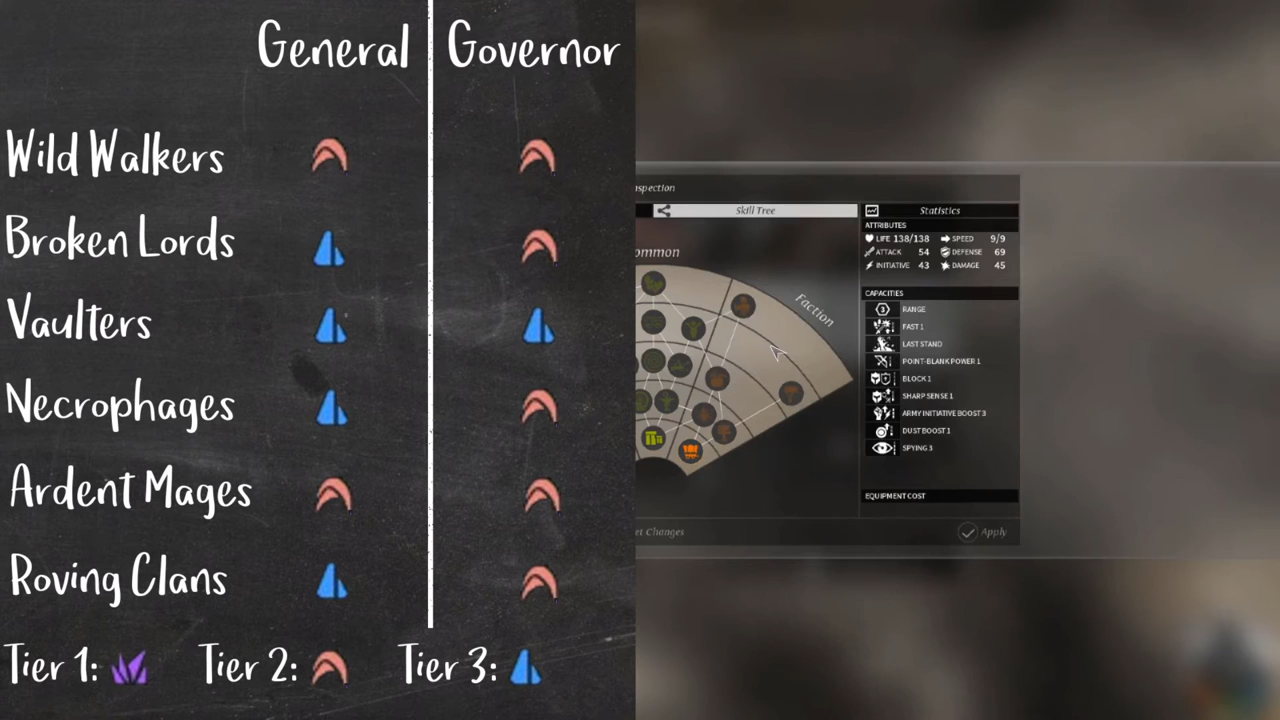 General Governor
Wild Walkers
Broken Lords
Vaulters
Necrophages
Ardent Mages
Roving Clans
Tier 1: Tier 2: Tier 3:
Skill Tree
Statistics
ATTRIBUTES
LIFE 138/138 SPEED 9/9
ATTACK 54 DEFENSE 69
INITIATIVE 43 DAMAGE 45
Faction
CAPACITIES
3 RANGE
FAST 1
LAST STAND
POINT-BLANK POWER 1
BLOCK 1
SHARP SENSE 1
ARMY INITIATIVE BOOST 3
DUST BOOST 1
SPYING 3
EQUIPMENT COST
Changes
Apply